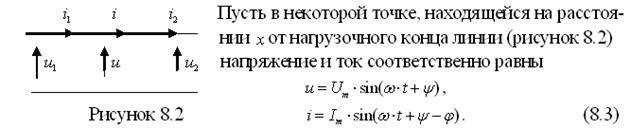 i₁ i i₂
u₁ u u₂
Рисунок 8.2
Пусть в некоторой точке, находящейся на расстоя-
нии x от нагрузочного конца линии (рисунок 8.2)
напряжение и ток соответственно равны
u = Uₘ · sin(ω · t + ψ),
i = Iₘ · sin(ω · t + ψ − φ). (8.3)